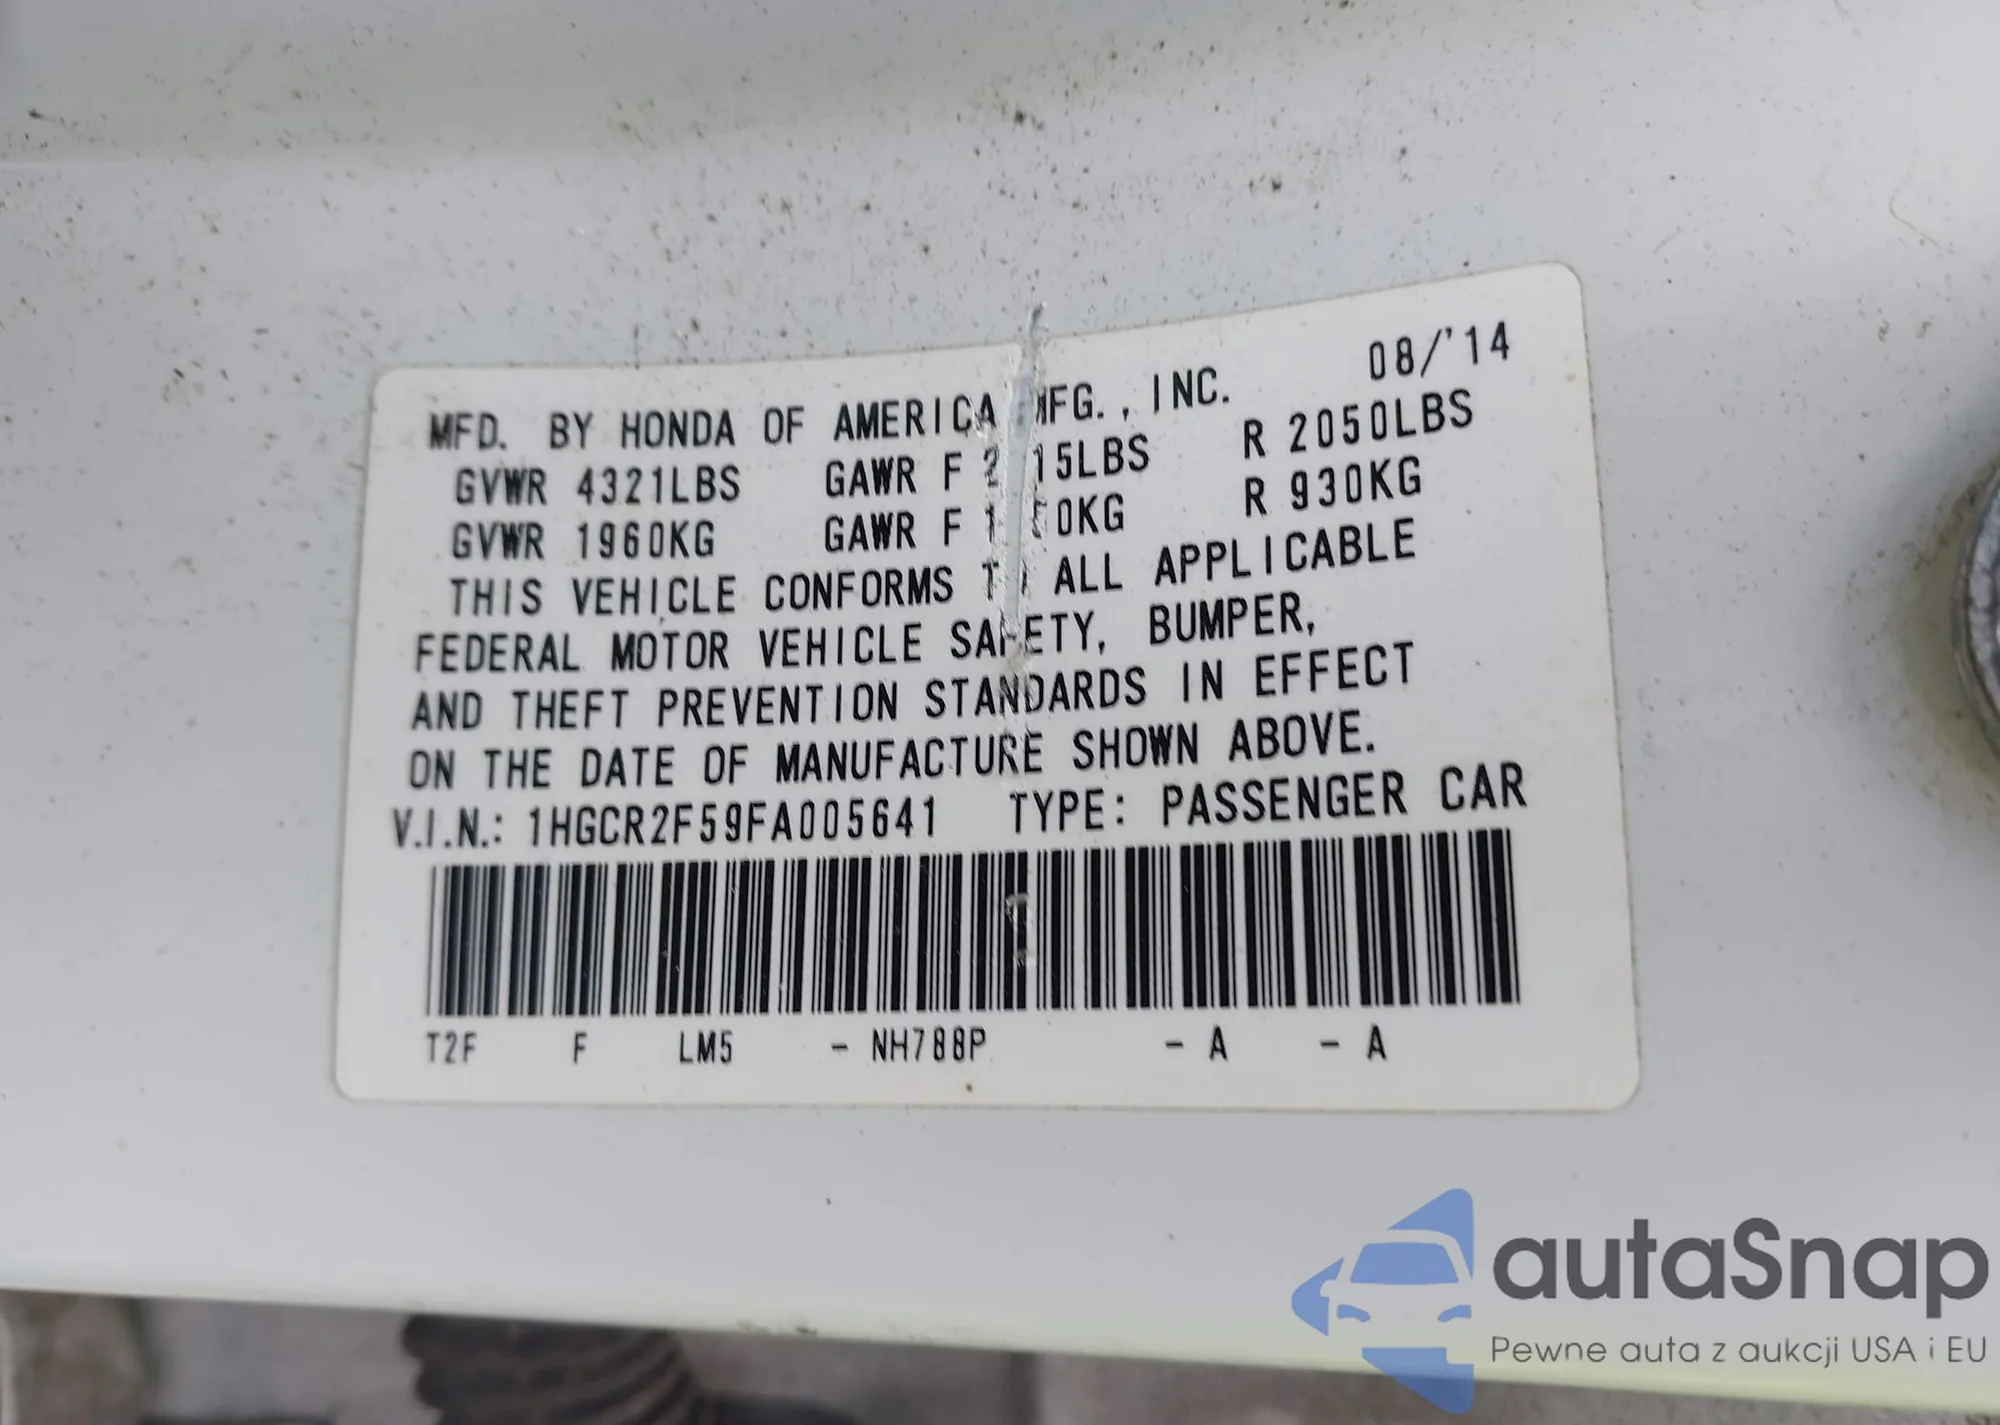 MFD. BY HONDA OF AMERICA MFG., INC. 08/'14
GVWR 4321LBS GAWR F R 2050LBS
GVWR 1960KG GAWR F R 930KG
THIS VEHICLE CONFORMS TO ALL APPLICABLE
FEDERAL MOTOR VEHICLE SAFETY, BUMPER,
AND THEFT PREVENTION STANDARDS IN EFFECT
ON THE DATE OF MANUFACTURE SHOWN ABOVE.
V.I.N.: 1HGCR2F59FA005641 TYPE: PASSENGER CAR
T2F F LM5 - NH788P - A - A
autaSnap
Pewne auta z aukcji USA i EU